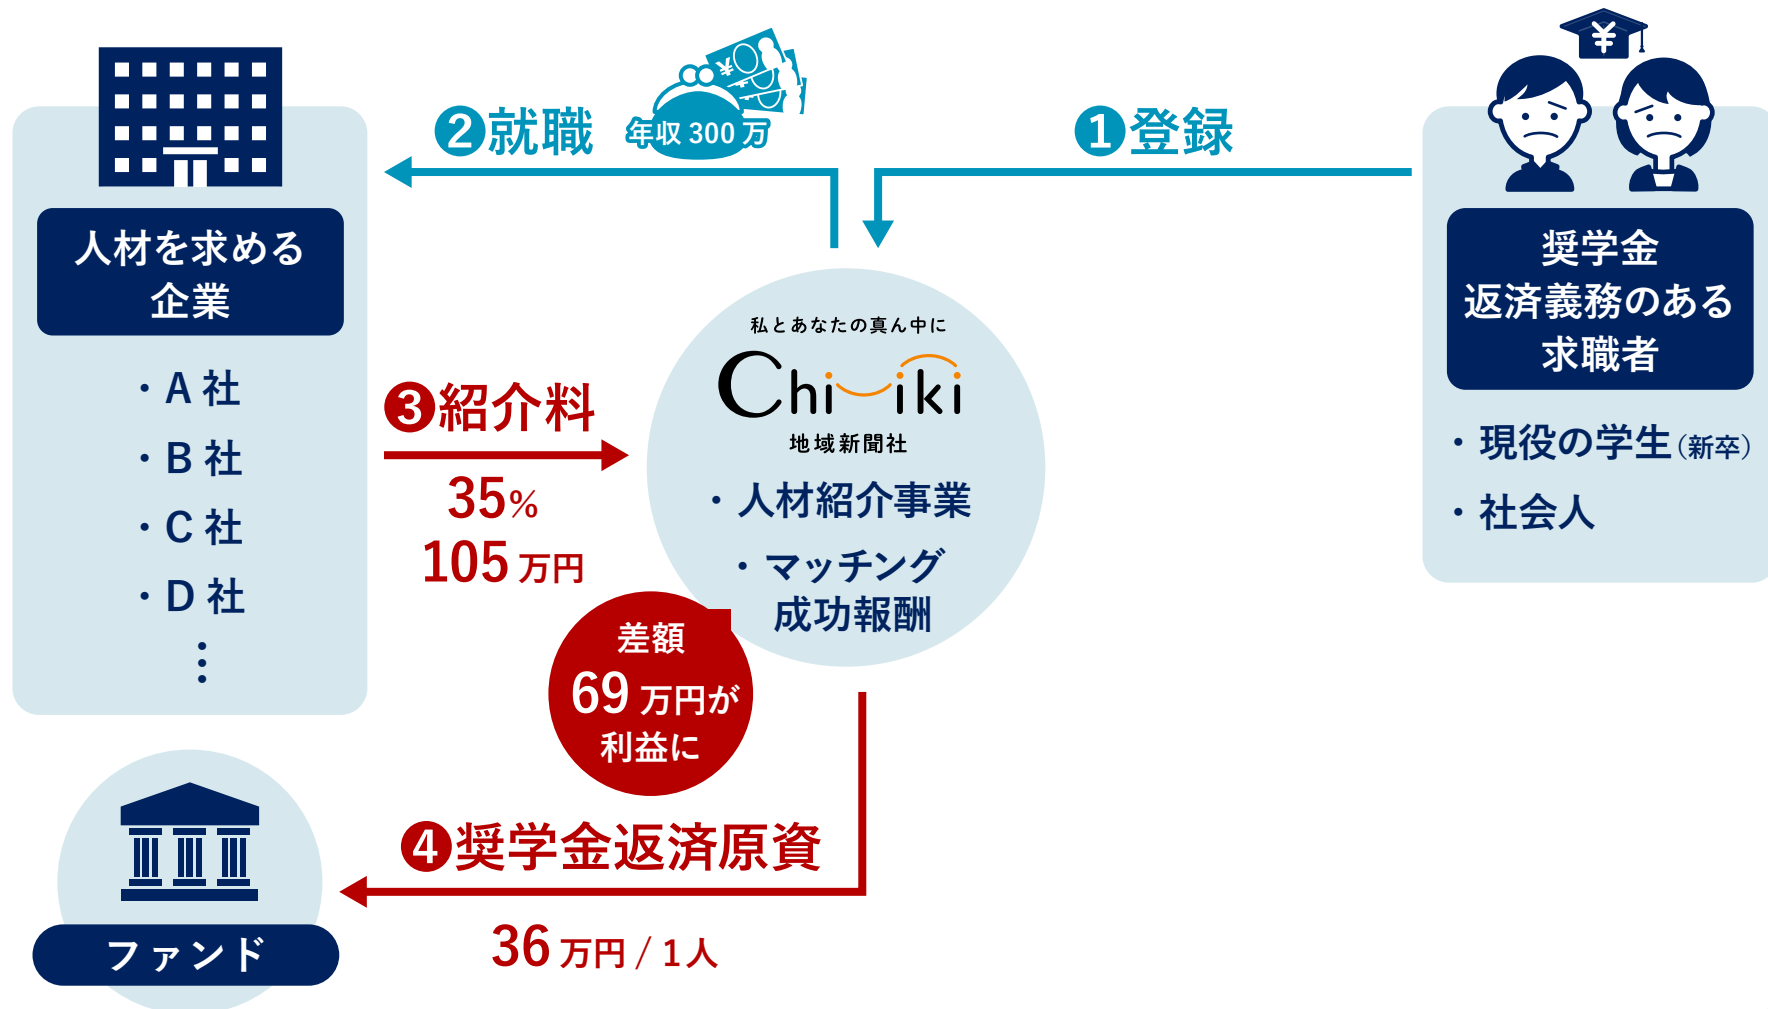 ❷就職
年収 300 万
❶登録
¥
¥
人材を求める
企業
・A 社
・B 社
・C 社
・D 社
⋮
❸紹介料
35%
105 万円
私とあなたの真ん中に
Chiiki
地域新聞社
・人材紹介事業
・マッチング
成功報酬
差額
69 万円が
利益に
奨学金
返済義務のある
求職者
・現役の学生（新卒）
・社会人
❹奨学金返済原資
36 万円 / 1 人
ファンド